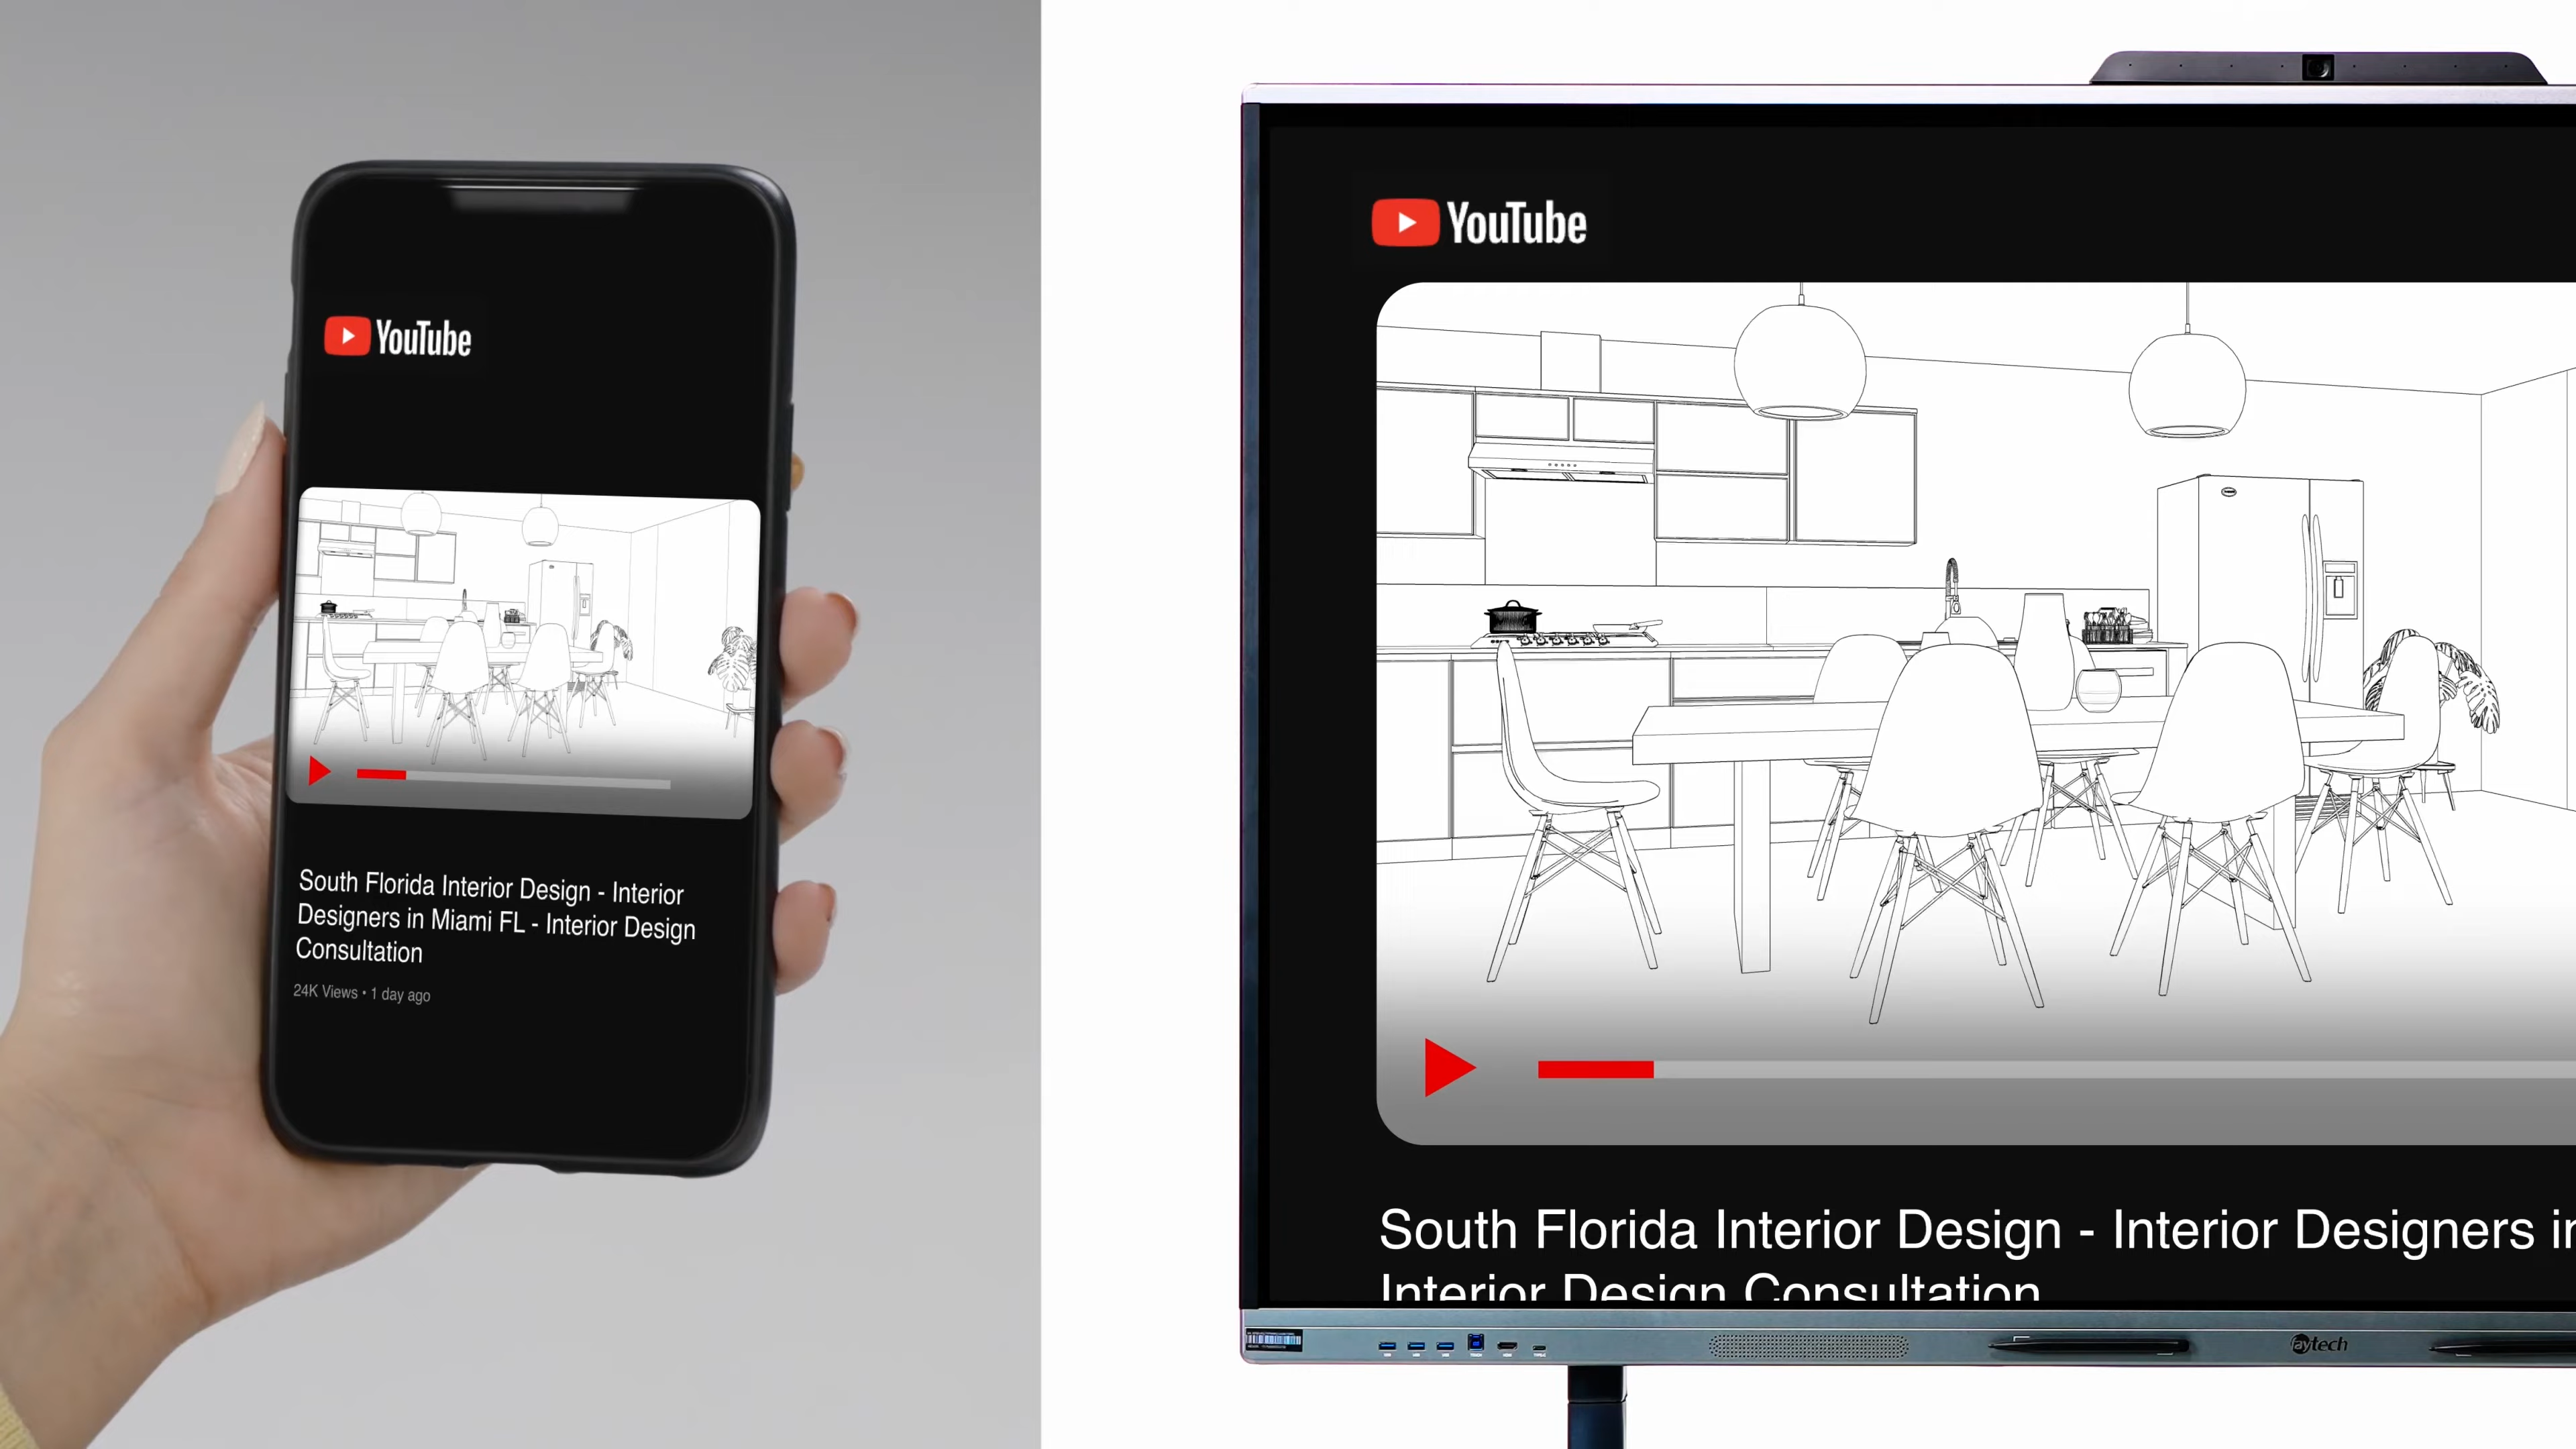 YouTube
South Florida Interior Design - Interior
Designers in Miami FL - Interior Design
Consultation
24K Views • 1 day ago
YouTube
South Florida Interior Design - Interior Designers
Interior Design Consultation
faytech